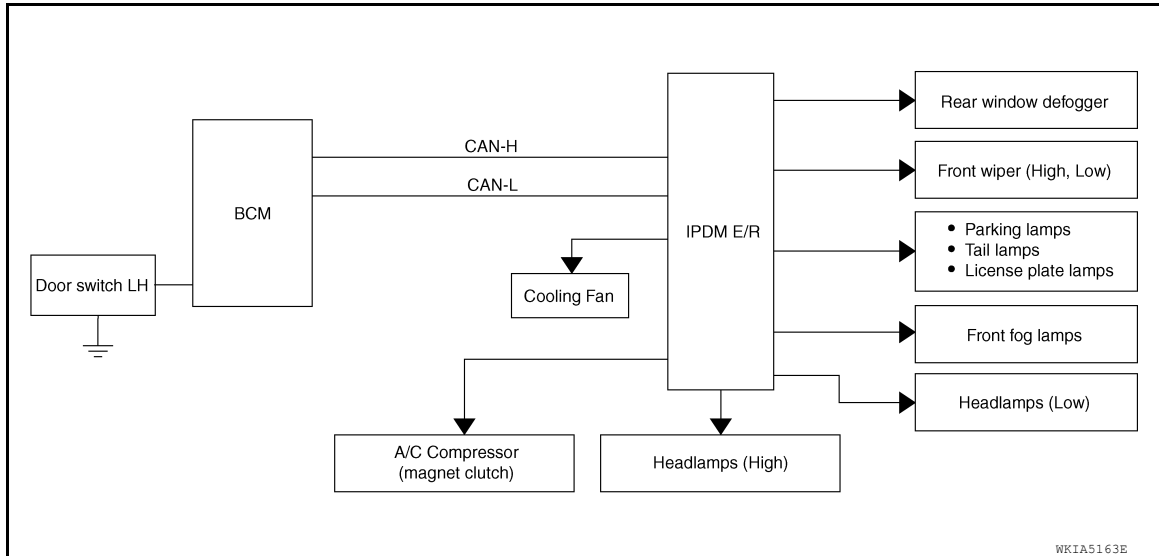 Rear window defogger
CAN-H
Front wiper (High, Low)
CAN-L
BCM
IPDM E/R
• Parking lamps
• Tail lamps
• License plate lamps
Door switch LH
Cooling Fan
Front fog lamps
Headlamps (Low)
A/C Compressor
(magnet clutch)
Headlamps (High)
WKIA5163E